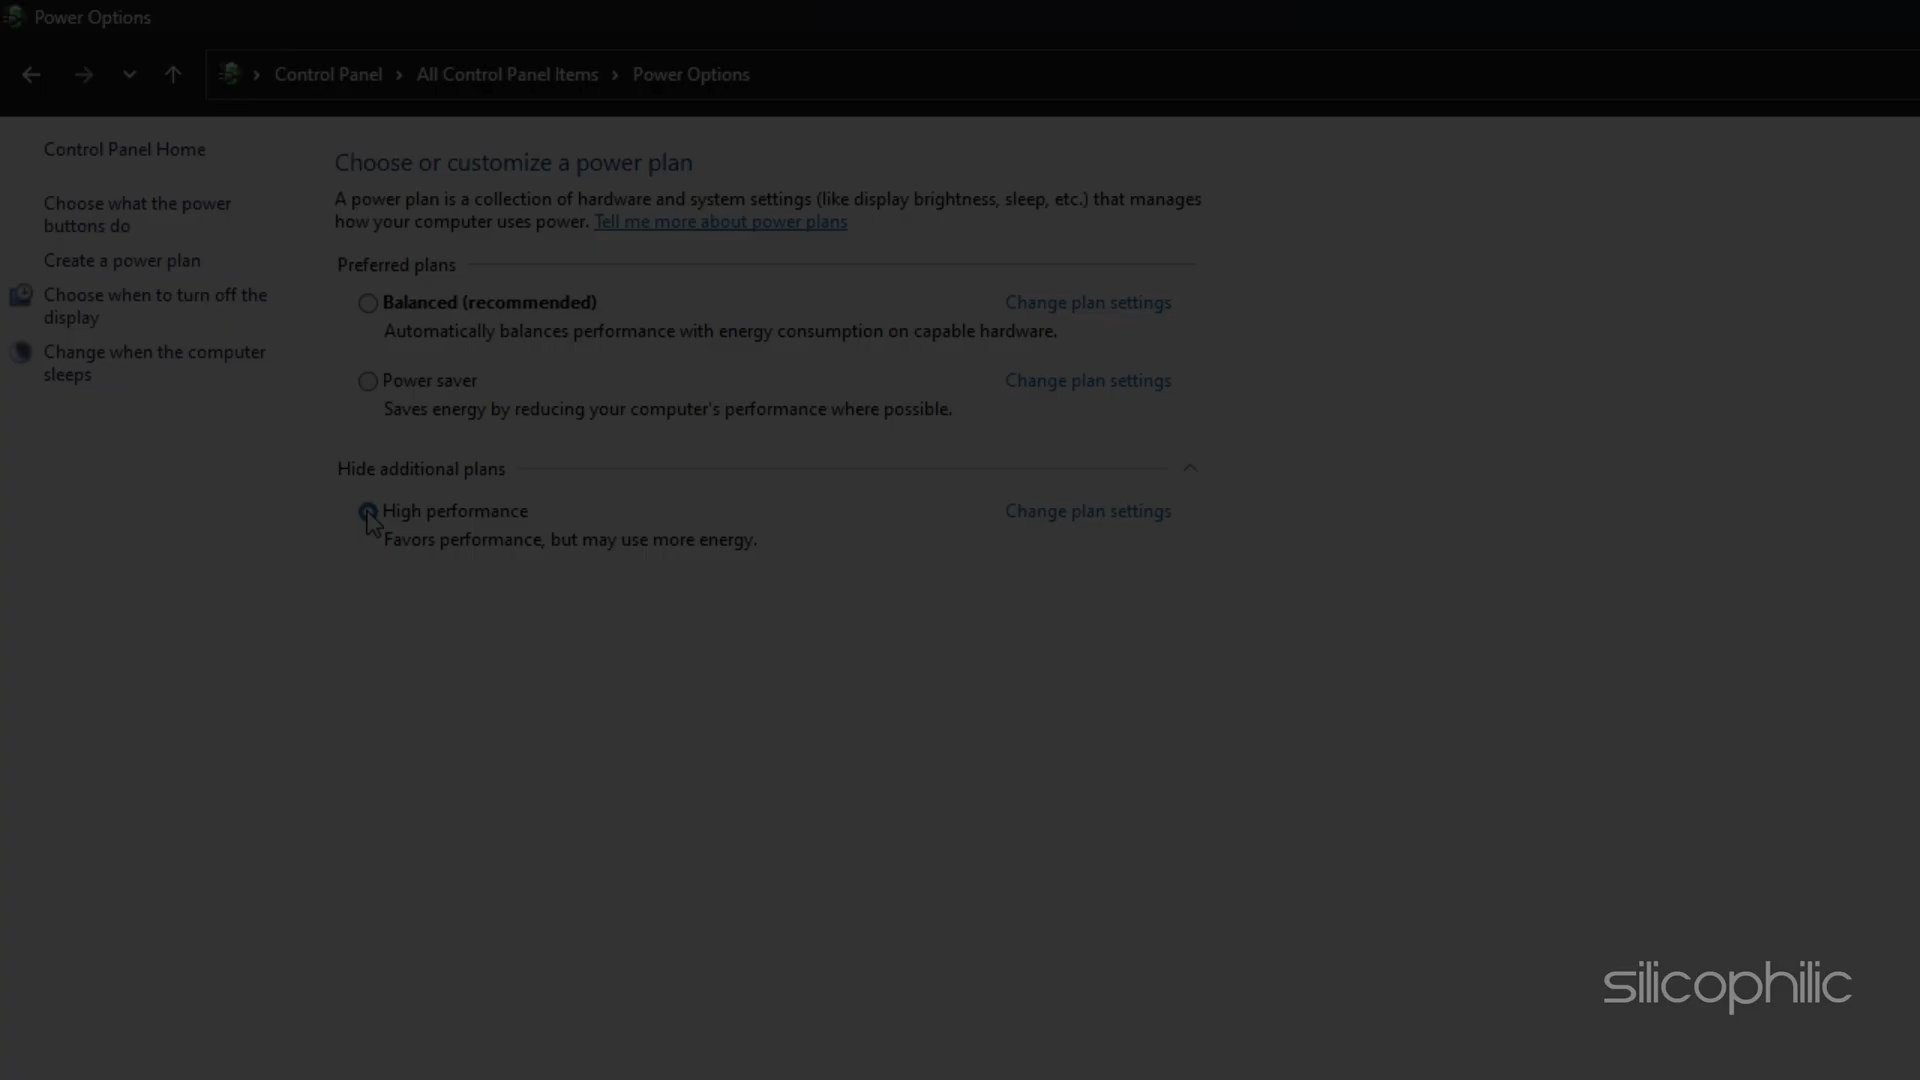 Power Options
Control Panel > All Control Panel Items > Power Options
Control Panel Home
Choose what the power
buttons do
Create a power plan
Choose when to turn off the
display
Change when the computer
sleeps
Choose or customize a power plan
A power plan is a collection of hardware and system settings (like display brightness, sleep, etc.) that manages
how your computer uses power. Tell me more about power plans
Preferred plans
Balanced (recommended) Change plan settings
Automatically balances performance with energy consumption on capable hardware.
Power saver Change plan settings
Saves energy by reducing your computer's performance where possible.
Hide additional plans
High performance Change plan settings
Favors performance, but may use more energy.
silicophilic